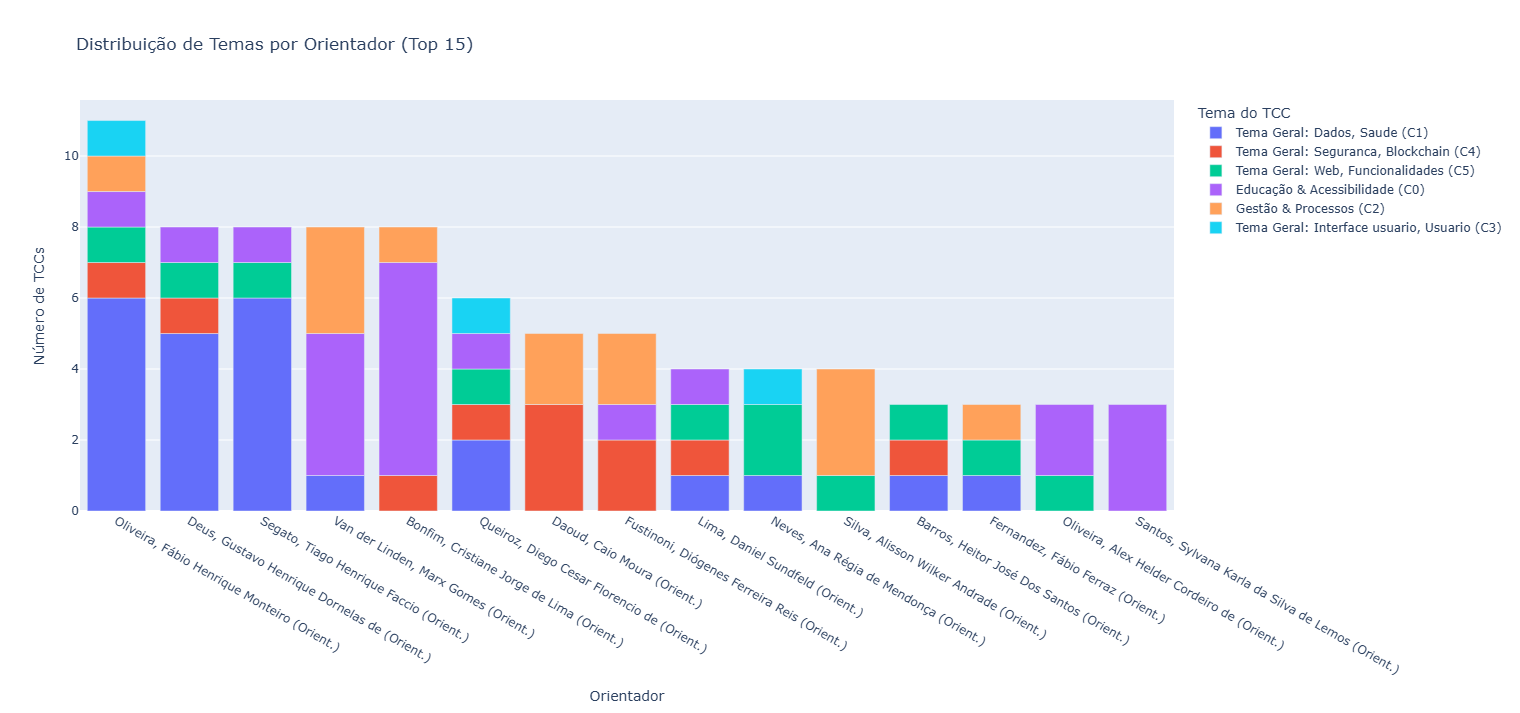 Distribuição de Temas por Orientador (Top 15)
Tema do TCC
Tema Geral: Dados, Saude (C1)
Tema Geral: Seguranca, Blockchain (C4)
Tema Geral: Web, Funcionalidades (C5)
Educação & Acessibilidade (C0)
Gestão & Processos (C2)
Tema Geral: Interface usuario, Usuario (C3)
Número de TCCs
10
8
6
4
2
0
Oliveira, Fábio Henrique Monteiro (Orient.)
Deus, Gustavo Henrique Dornelas de (Orient.)
Segato, Tiago Henrique Faccio (Orient.)
Van der Linden, Marx Gomes (Orient.)
Bonfim, Cristiane Jorge de Lima (Orient.)
Queiroz, Diego Cesar Florencio de (Orient.)
Daoud, Caio Moura (Orient.)
Fustinoni, Diógenes Ferreira Reis (Orient.)
Lima, Daniel Sundfeld (Orient.)
Neves, Ana Régia de Mendonça (Orient.)
Silva, Alisson Wilker Andrade (Orient.)
Barros, Heitor José Dos Santos (Orient.)
Fernandez, Fábio Ferraz (Orient.)
Oliveira, Alex Helder Cordeiro de (Orient.)
Santos, Sylvana Karla da Silva de Lemos (Orient.)
Orientador